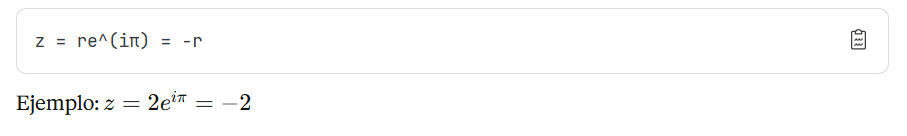 z = re^(iπ) = -r
Ejemplo: z = 2e^{iπ} = −2